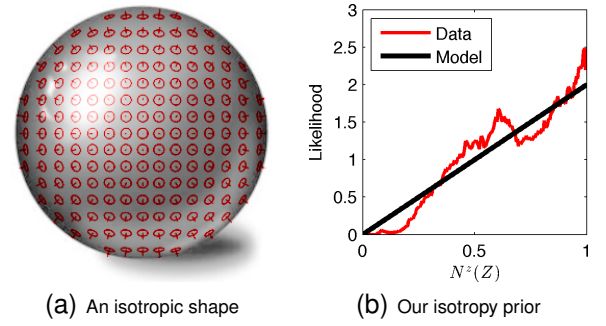 3
2.5
2
1.5
1
0.5
0
Likelihood
Data
Model
0 0.5 1
N^z(Z)
(a) An isotropic shape
(b) Our isotropy prior